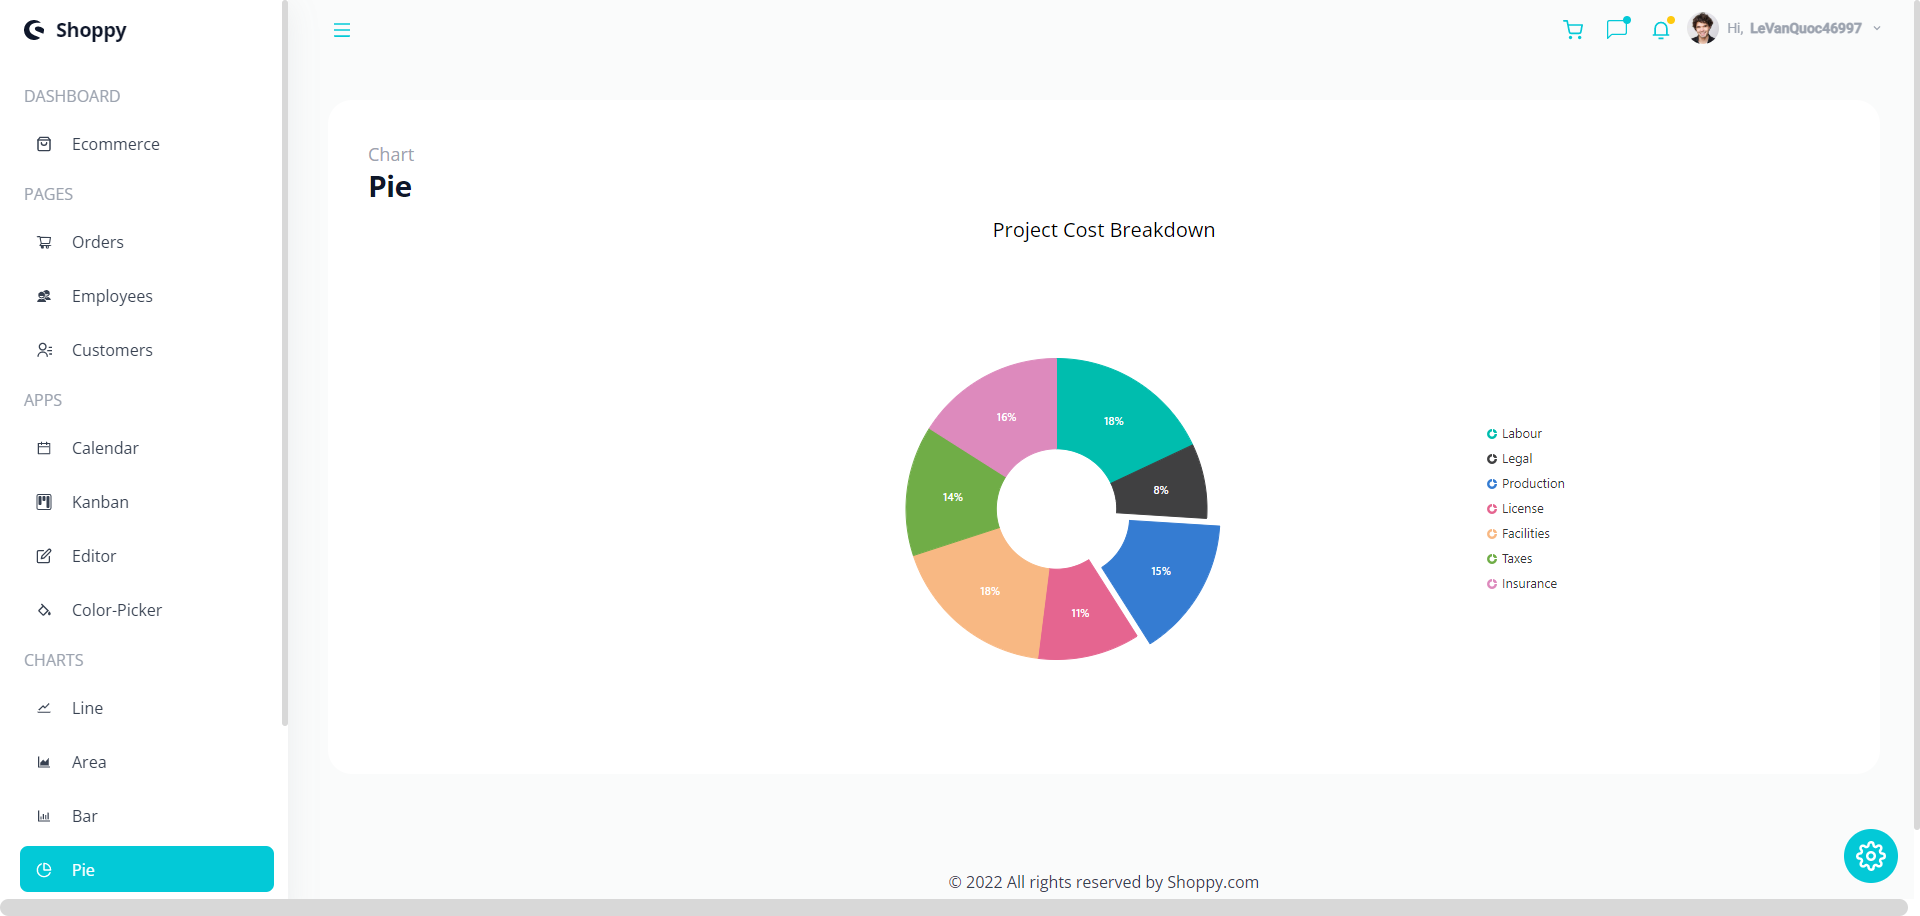 Shoppy
DASHBOARD
Ecommerce
PAGES
Orders
Employees
Customers
APPS
Calendar
Kanban
Editor
Color-Picker
CHARTS
Line
Area
Bar
Pie
Hi, LeVanQuoc46997
Chart
Pie
Project Cost Breakdown
16%
18%
14%
8%
15%
18%
11%
Labour
Legal
Production
License
Facilities
Taxes
Insurance
© 2022 All rights reserved by Shoppy.com